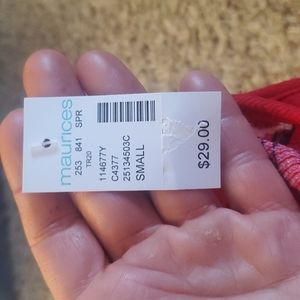 maurices
253 841 SPR
TR20
114677Y
C4377
25134503C
SMALL
$29.00